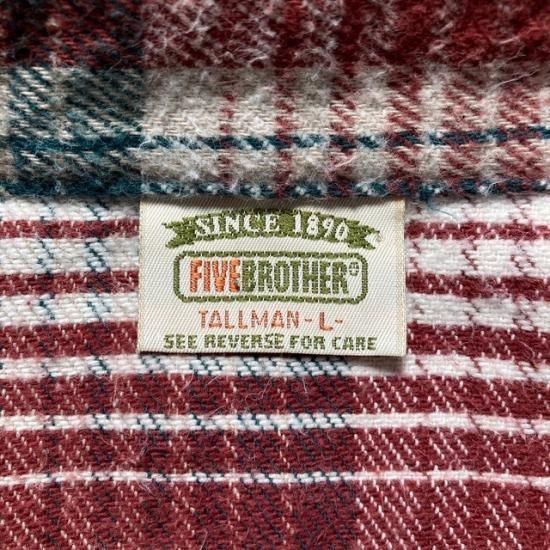 SINCE 1890
FIVEBROTHER®
TALLMAN-L-
SEE REVERSE FOR CARE